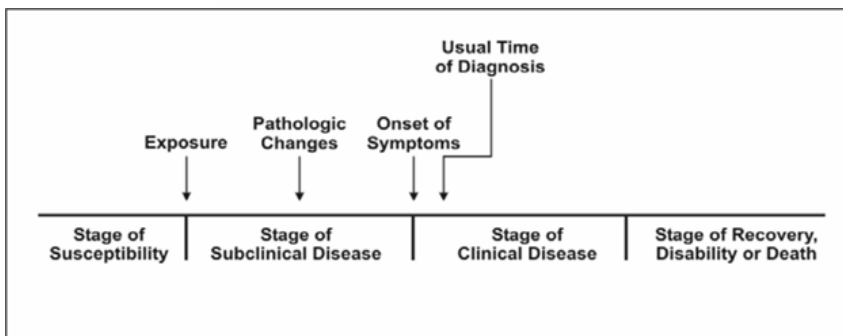 Usual Time
of Diagnosis
Exposure
Pathologic
Changes
Onset of
Symptoms
Stage of
Susceptibility
Stage of
Subclinical Disease
Stage of
Clinical Disease
Stage of Recovery,
Disability or Death